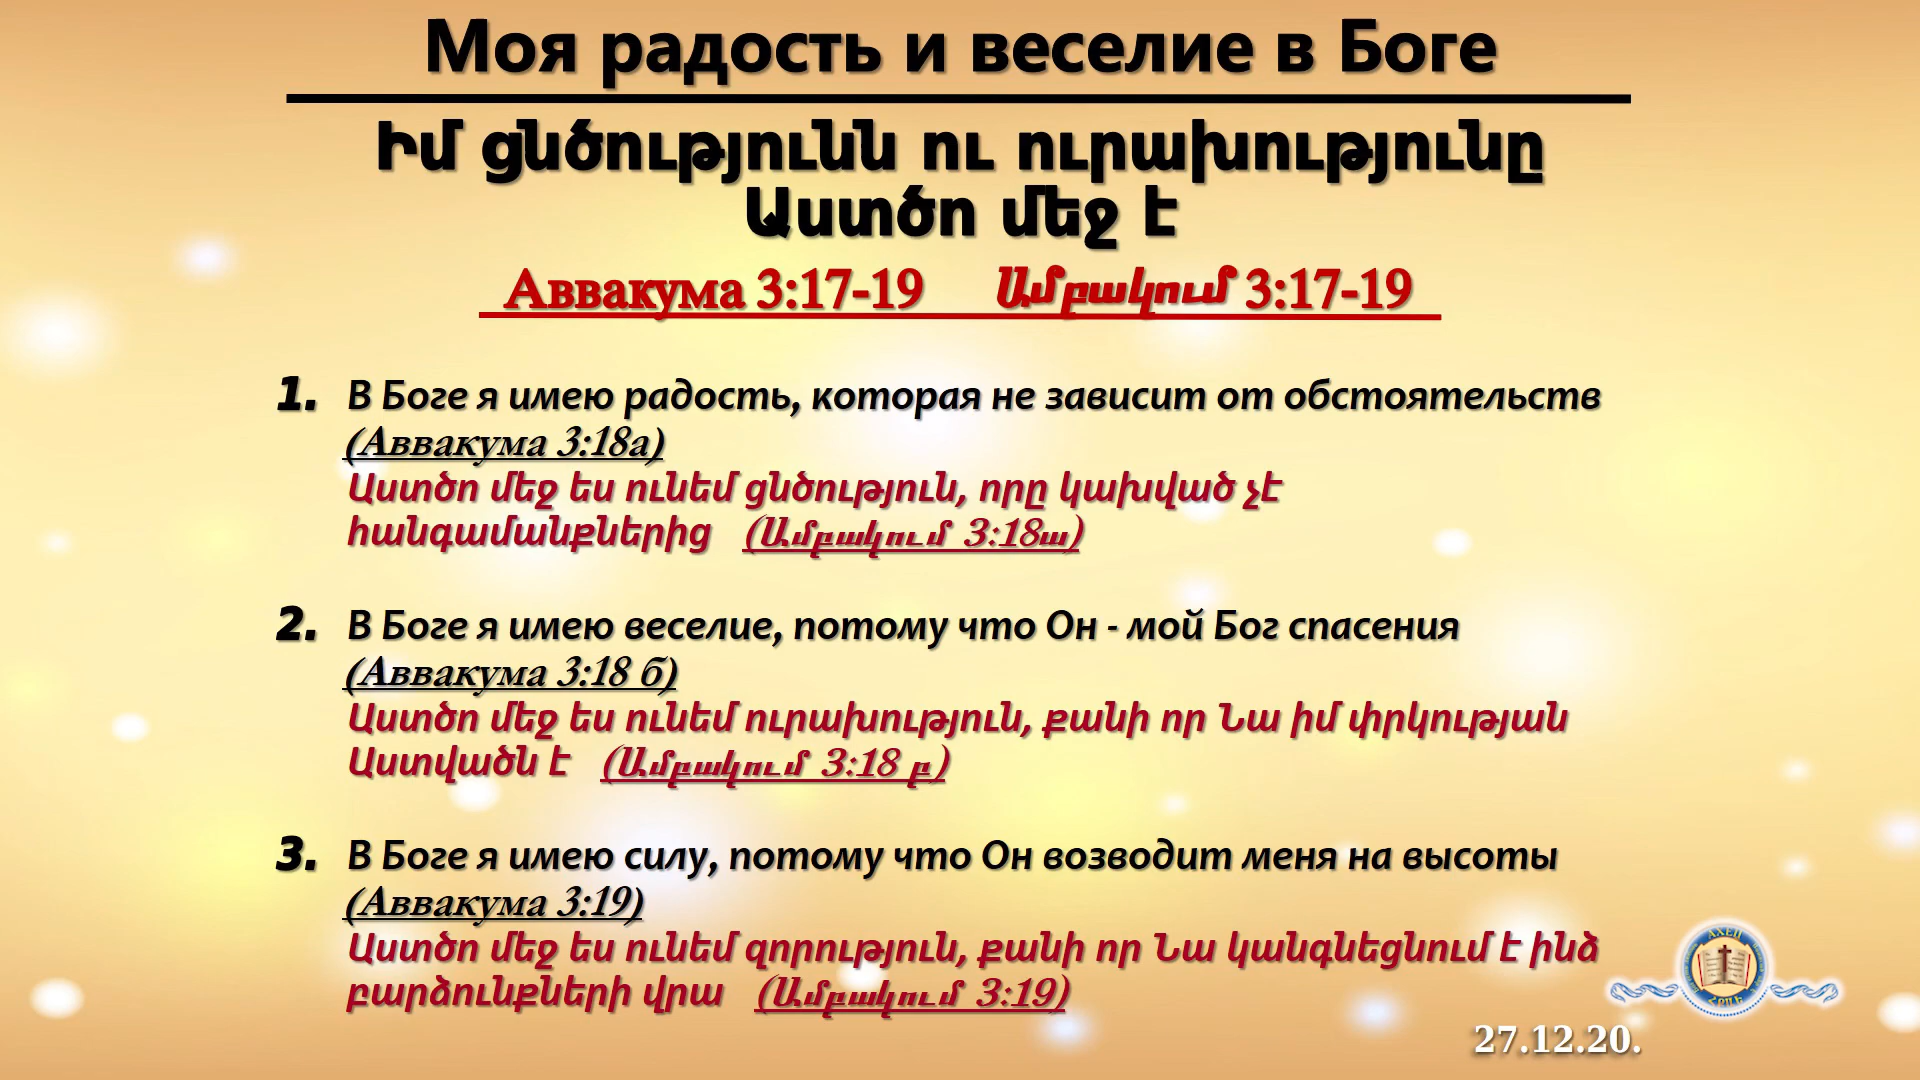 Моя радость и веселие в Боге
Իմ ցնծությունն ու ուրախությունը
Աստծո մեջ է
Аввакума 3:17-19 Ամբակում 3:17-19
1. В Боге я имею радость, которая не зависит от обстоятельств
(Аввакума 3:18а)
Աստծո մեջ ես ունեմ ցնծություն, որը կախված չէ
հանգամանքներից (Ամբակում 3:18ա)
2. В Боге я имею веселие, потому что Он - мой Бог спасения
(Аввакума 3:18 б)
Աստծո մեջ ես ունեմ ուրախություն, քանի որ Նա իմ փրկության
Աստվածն է (Ամբակում 3:18 բ)
3. В Боге я имею силу, потому что Он возводит меня на высоты
(Аввакума 3:19)
Աստծո մեջ ես ունեմ զորություն, քանի որ Նա կանգնեցնում է ինձ
բարձունքների վրա (Ամբակում 3:19)
АХЕЦ
27.12.20.